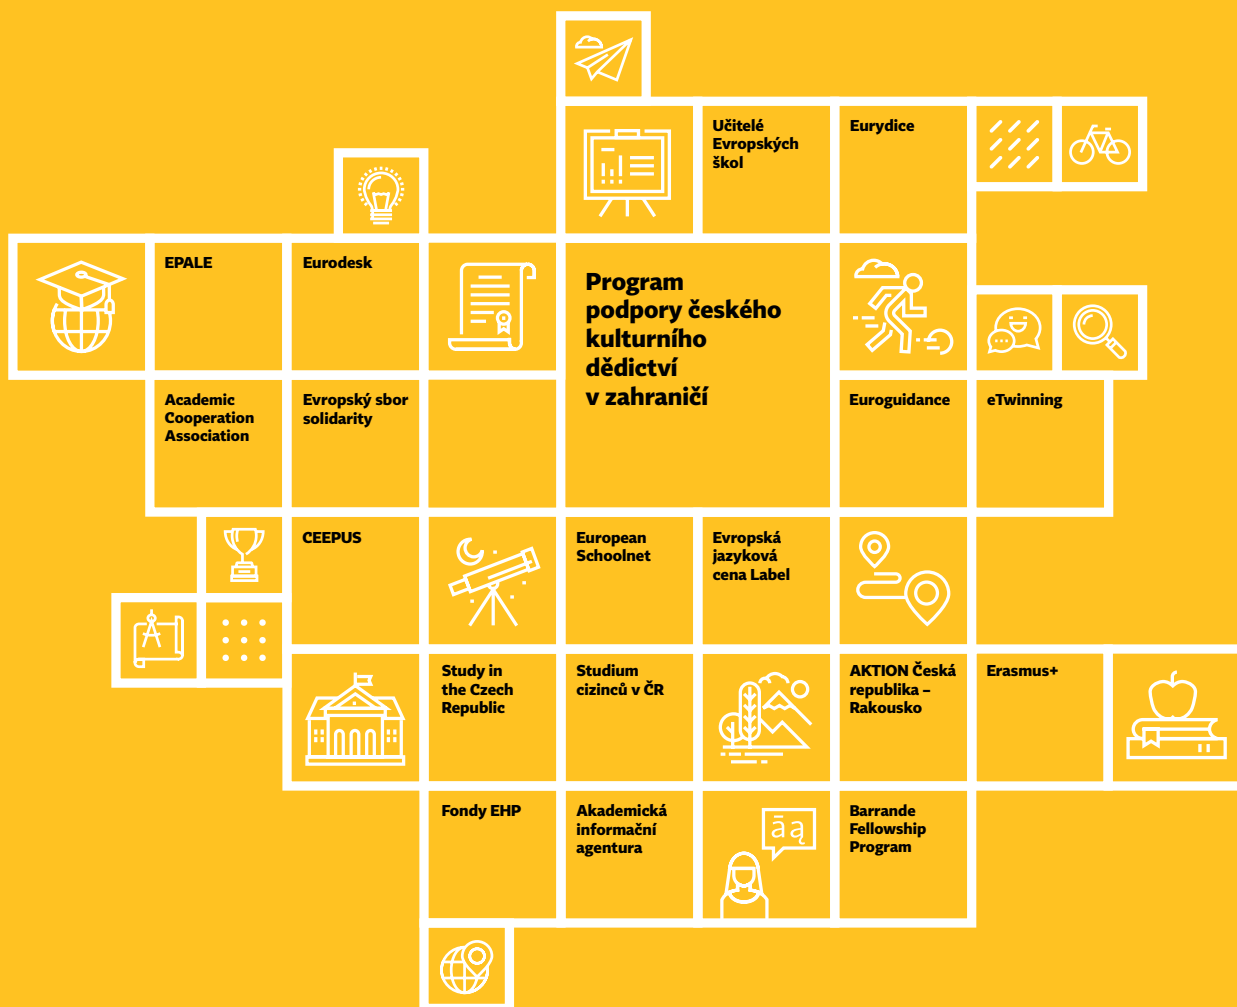 Učitelé
Evropských
škol
Eurydice
EPALE
Eurodesk
Program
podpory českého
kulturního
dědictví
v zahraničí
Academic
Cooperation
Association
Evropský sbor
solidarity
Euroguidance
eTwinning
CEEPUS
European
Schoolnet
Evropská
jazyková
cena Label
Study in
the Czech
Republic
Studium
cizinců v ČR
AKTION Česká
republika –
Rakousko
Erasmus+
Fondy EHP
Akademická
informační
agentura
āą
Barrande
Fellowship
Program